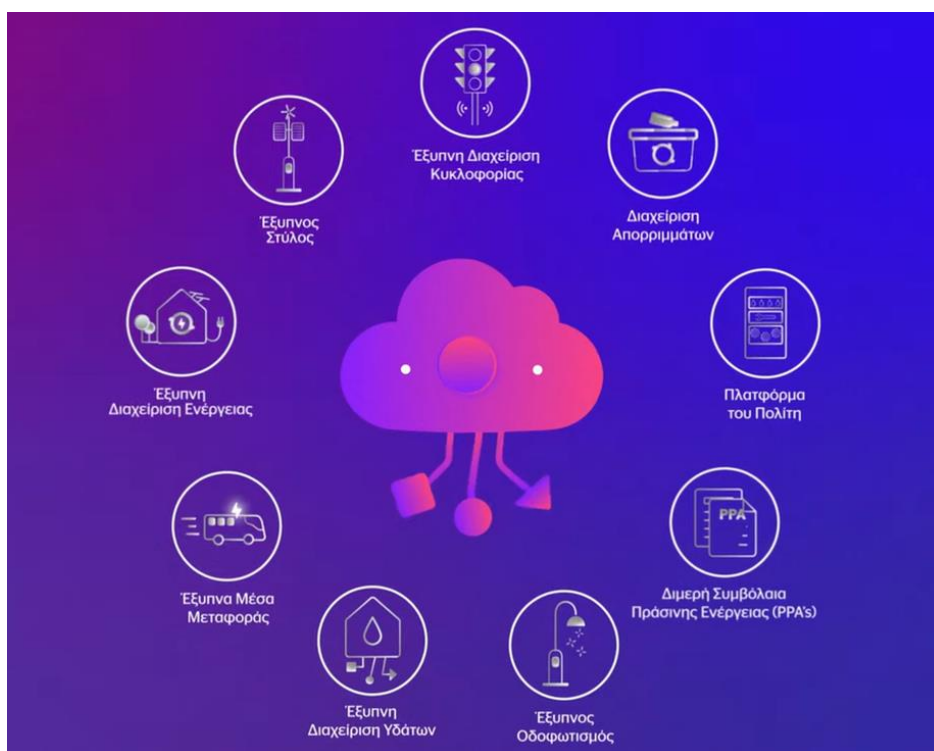 Έξυπνη Διαχείριση
Κυκλοφορίας
Έξυπνος
Στύλος
Διαχείριση
Απορριμμάτων
Έξυπνη
Διαχείριση Ενέργειας
Πλατφόρμα
του Πολίτη
PPA
Έξυπνα Μέσα
Μεταφοράς
Διμερή Συμβόλαια
Πράσινης Ενέργειας (PPA's)
Έξυπνη
Διαχείριση Υδάτων
Έξυπνος
Οδοφωτισμός